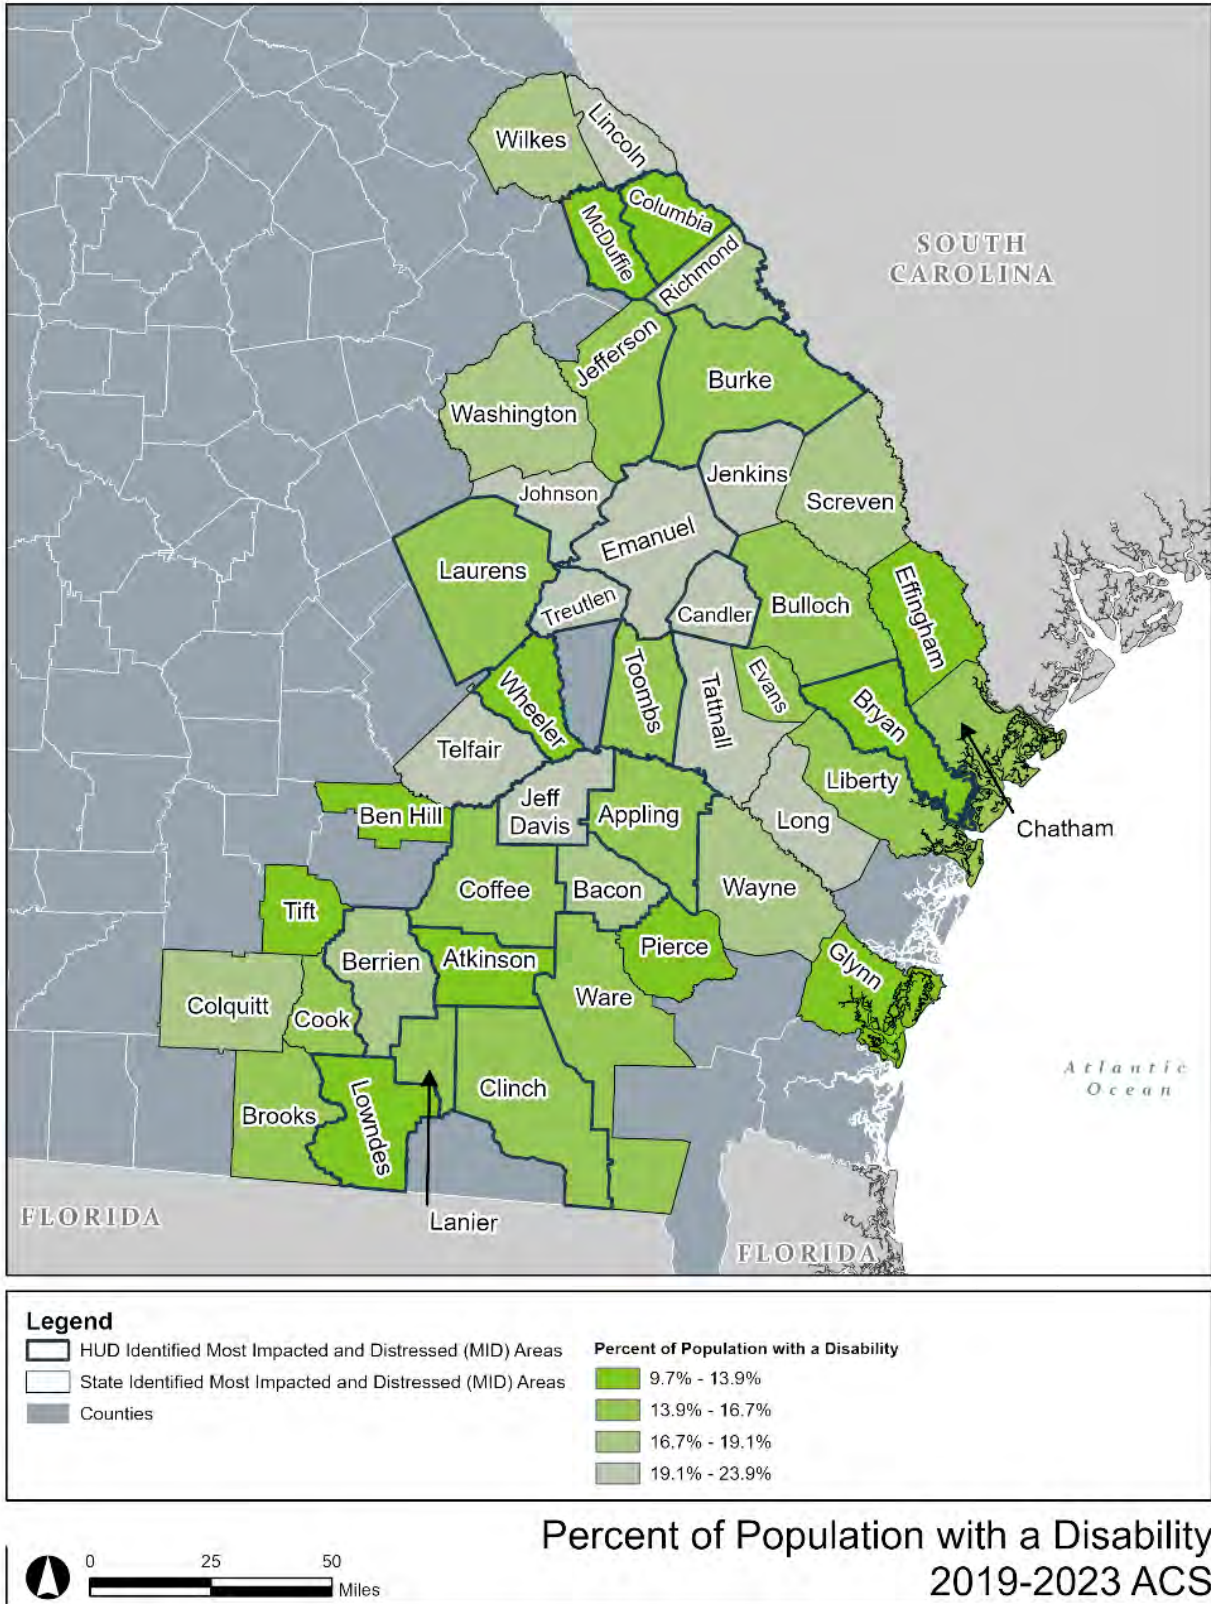 Wilkes
Lincoln
Columbia
McDuffie
Richmond
SOUTH
CAROLINA
Jefferson
Burke
Washington
Jenkins
Johnson
Screven
Emanuel
Laurens
Effingham
Treutlen
Candler
Bulloch
Toombs
Evans
Wheeler
Tattnall
Bryan
Telfair
Liberty
Jeff
Davis
Ben Hill
Appling
Long
Chatham
Coffee
Bacon
Wayne
Tift
Pierce
Berrien
Atkinson
Glynn
Ware
Colquitt
Cook
Atlantic
Ocean
Clinch
Brooks
Lowndes
FLORIDA
Lanier
FLORIDA
Legend
HUD Identified Most Impacted and Distressed (MID) Areas
State Identified Most Impacted and Distressed (MID) Areas
Counties
Percent of Population with a Disability
9.7% - 13.9%
13.9% - 16.7%
16.7% - 19.1%
19.1% - 23.9%
Percent of Population with a Disability
2019-2023 ACS
0 25 50
Miles